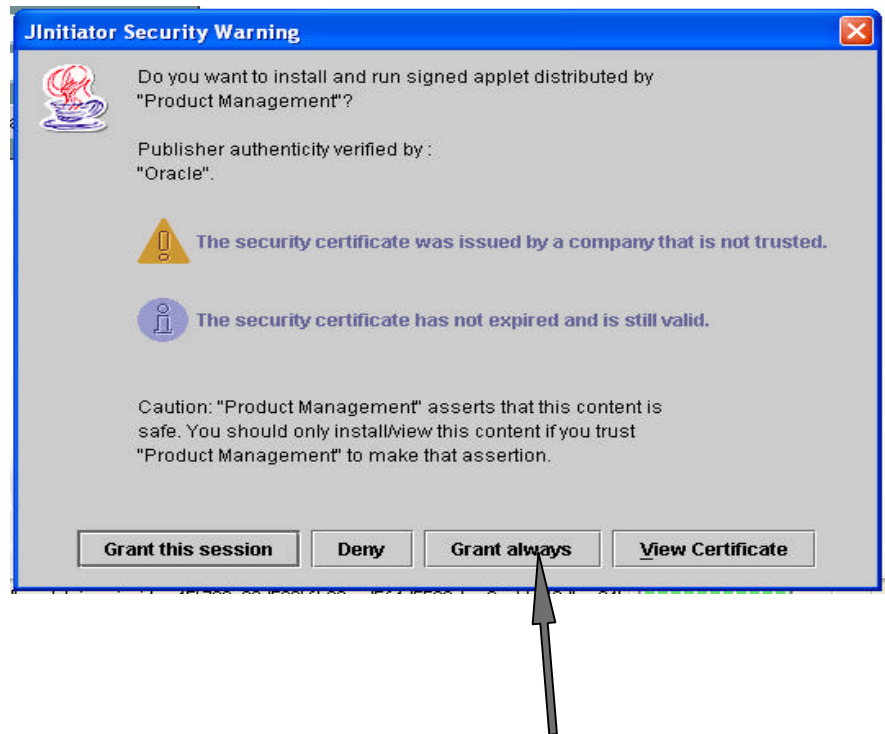 JInitiator Security Warning
Do you want to install and run signed applet distributed by
"Product Management"?
Publisher authenticity verified by :
"Oracle".
The security certificate was issued by a company that is not trusted.
The security certificate has not expired and is still valid.
Caution: "Product Management" asserts that this content is
safe. You should only install/view this content if you trust
"Product Management" to make that assertion.
Grant this session Deny Grant always View Certificate